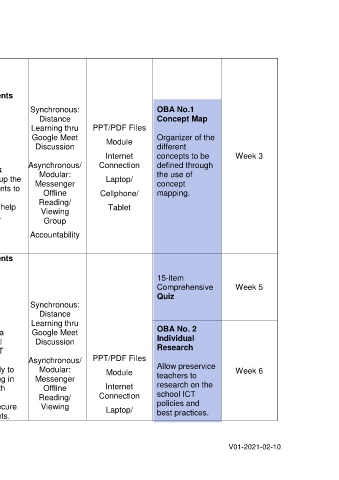 ents
Synchronous:
Distance
Learning thru
Google Meet
Discussion
Asynchronous/
Modular:
Messenger
Offline
Reading/
Viewing
Group
Accountability
PPT/PDF Files
Module
Internet
Connection
Laptop/
Cellphone/
Tablet
OBA No.1
Concept Map
Organizer of the
different
concepts to be
defined through
the use of
concept
mapping.
Week 3
up the
ents to
help
ents
15-item
Comprehensive
Quiz
Week 5
Synchronous:
Distance
Learning thru
Google Meet
Discussion
Asynchronous/
Modular:
Messenger
Offline
Reading/
Viewing
PPT/PDF Files
Module
Internet
Connection
Laptop/
OBA No. 2
Individual
Research
Allow preservice
teachers to
research on the
school ICT
policies and
best practices.
Week 6
a
T
ly to
g in
th
ecure
ts.
V01-2021-02-10